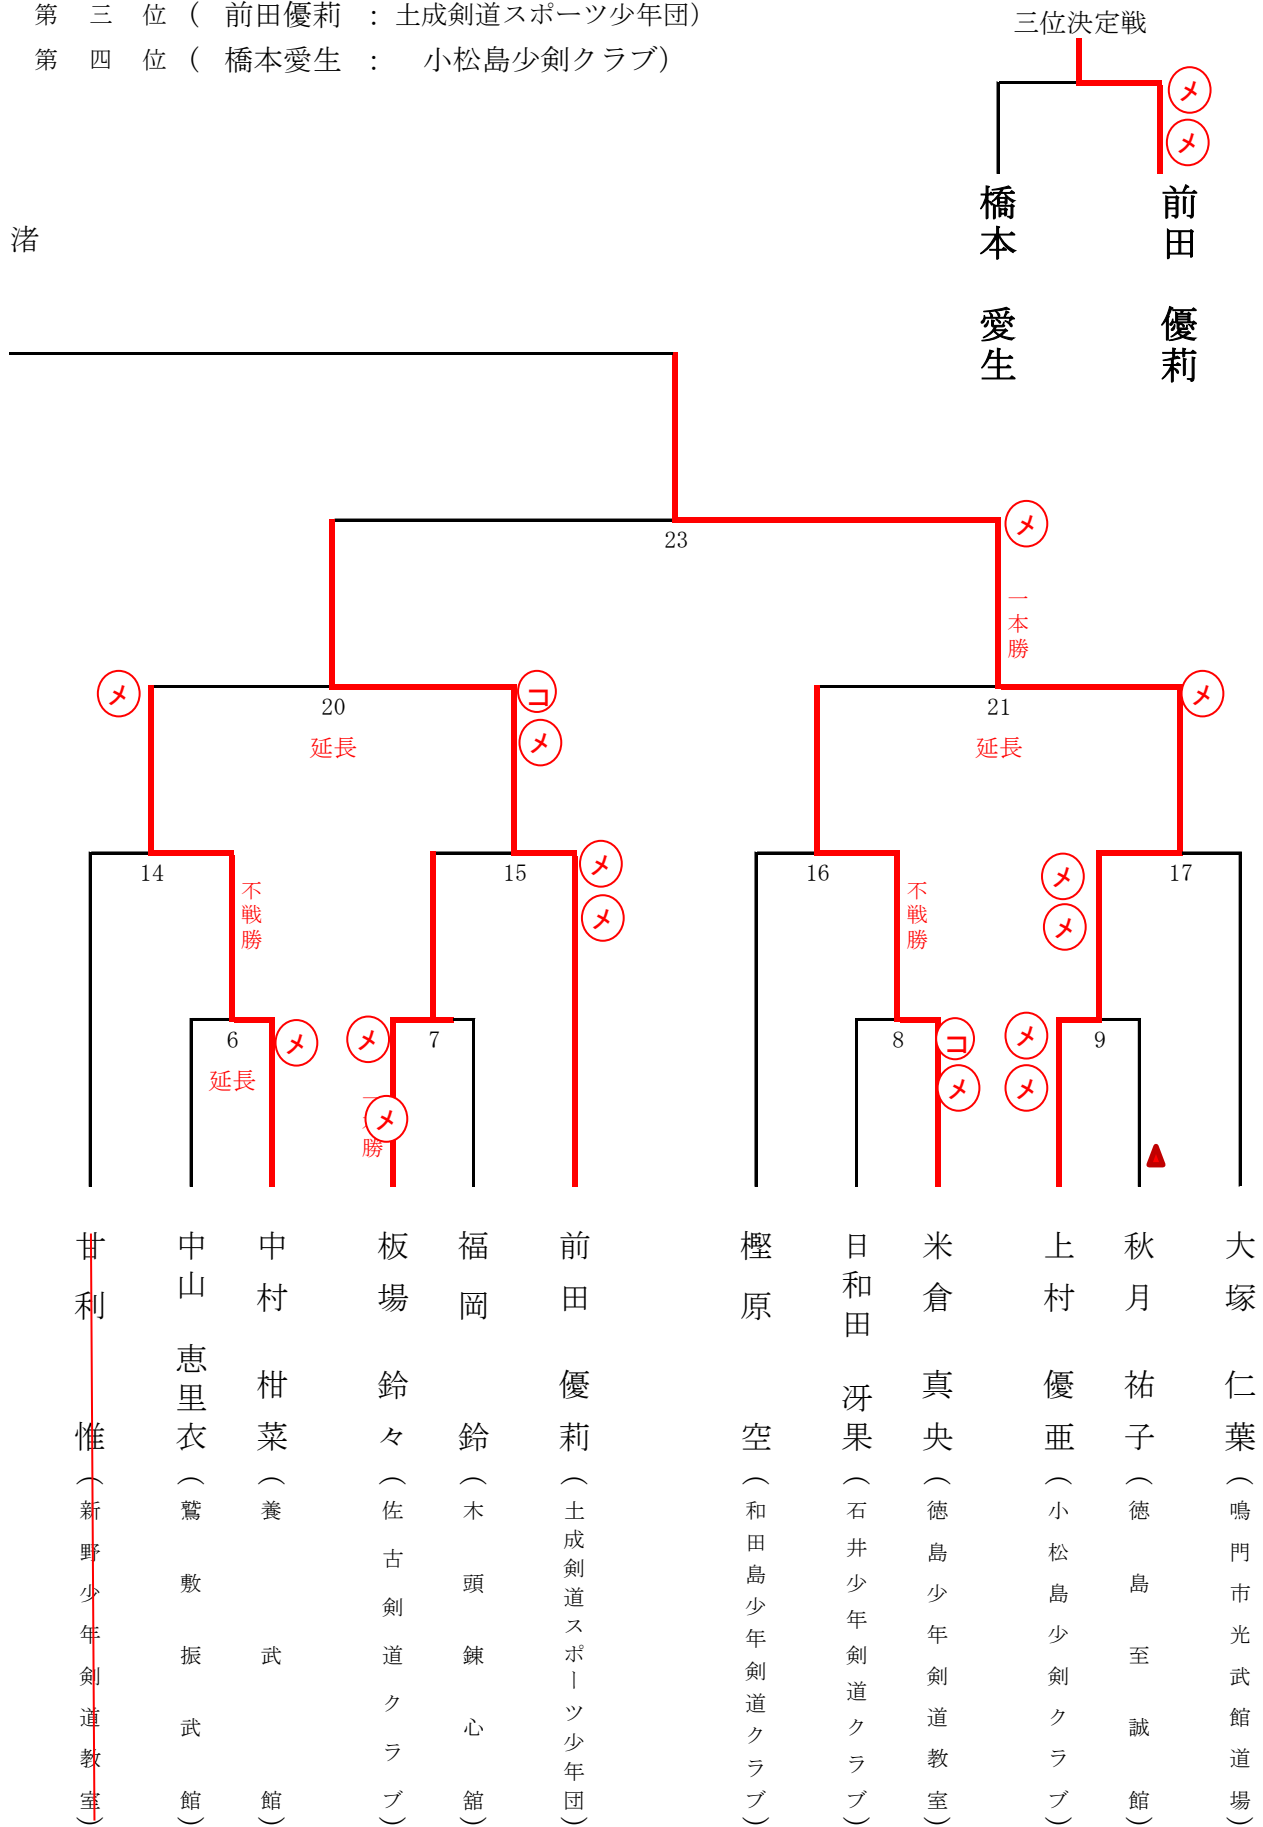 第 三 位 ( 前田優莉 : 土成剣道スポーツ少年団)
第 四 位 ( 橋本愛生 : 小松島少剣クラブ)
三位決定戦
メ
メ
橋本 愛生
前田 優莉
渚
23
メ
一本勝
メ
20
延長
コ
メ
21
延長
メ
14
不戦勝
15
メ
メ
16
不戦勝
メ
メ
17
6
延長
メ
メ
7
メ
勝
8
コ
メ
メ
メ
9
▲
甘利 惟 (新野少年剣道教室)
中山 恵里衣 (鷲敷振武館)
中村 柑菜 (養武館)
板場 鈴々 (佐古剣道クラブ)
福岡 鈴 (木頭錬心舘)
前田 優莉 (土成剣道スポーツ少年団)
樫原 空 (和田島少年剣道クラブ)
日和田 冴果 (石井少年剣道クラブ)
米倉 真央 (徳島少年剣道教室)
上村 優亜 (小松島少剣クラブ)
秋月 祐子 (徳島至誠館)
大塚 仁葉 (鳴門市光武館道場)